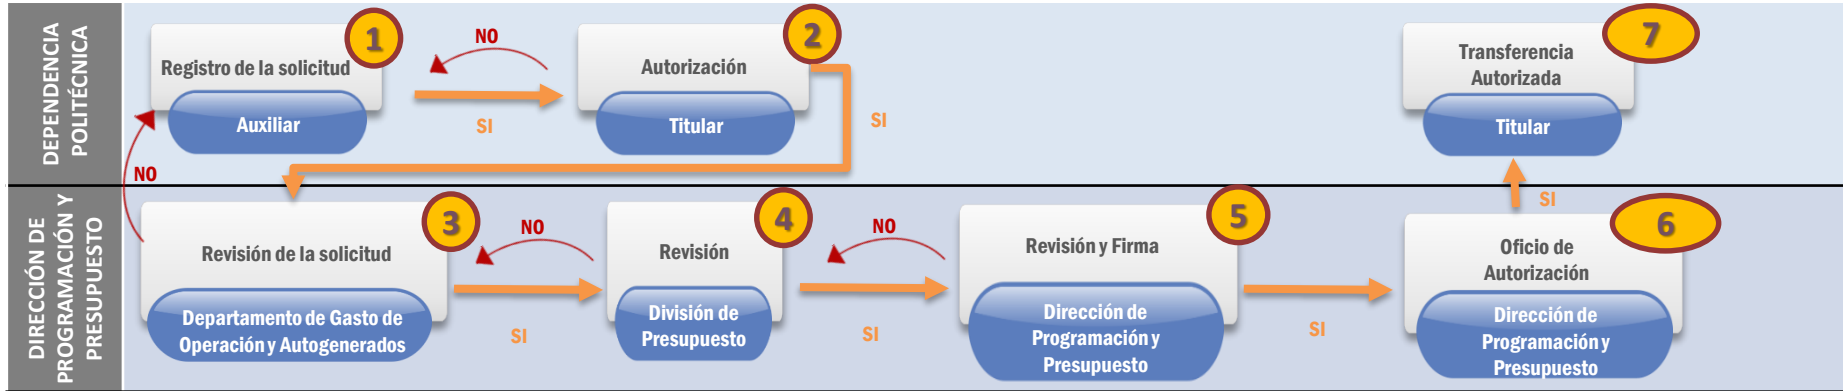 DEPENDENCIA
POLITÉCNICA
1
Registro de la solicitud
Auxiliar
NO
SI
2
Autorización
Titular
SI
7
Transferencia
Autorizada
Titular
NO
DIRECCIÓN DE
PROGRAMACIÓN Y
PRESUPUESTO
3
Revisión de la solicitud
Departamento de Gasto de
Operación y Autogenerados
NO
SI
4
Revisión
División de
Presupuesto
NO
SI
5
Revisión y Firma
Dirección de
Programación y
Presupuesto
SI
6
Oficio de
Autorización
Dirección de
Programación y
Presupuesto
SI